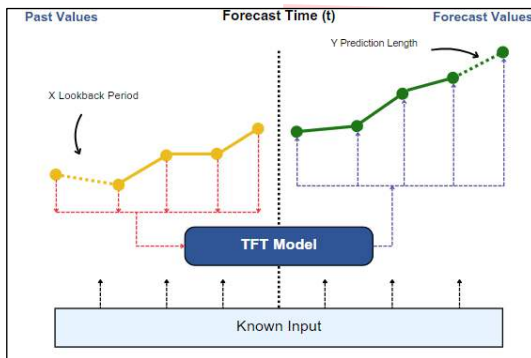 Past Values
Forecast Time (t)
Forecast Values
Y Prediction Length
X Lookback Period
TFT Model
Known Input